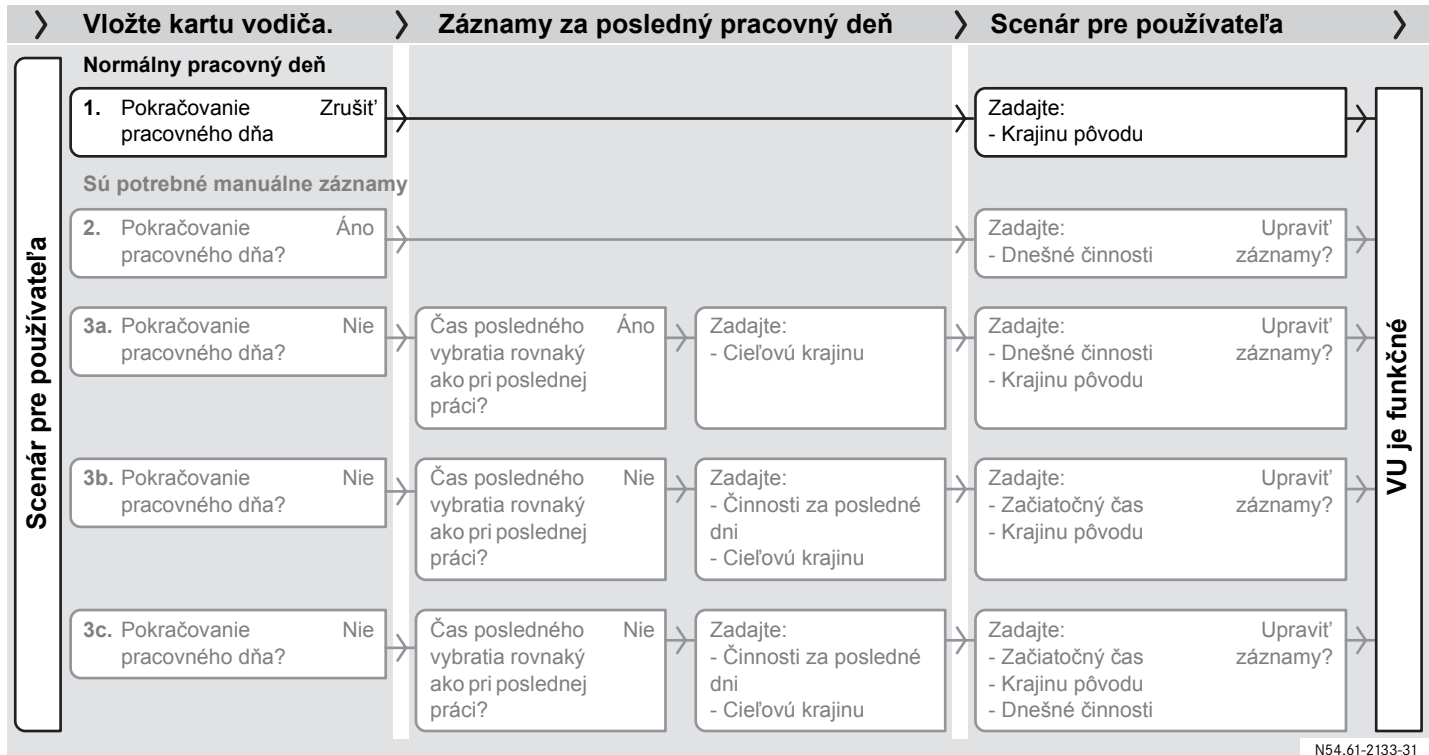 Vložte kartu vodiča.
Záznamy za posledný pracovný deň
Scenár pre používateľa
Scenár pre používateľa
Normálny pracovný deň
1. Pokračovanie Zrušiť
pracovného dňa
Zadajte:
- Krajinu pôvodu
Sú potrebné manuálne záznamy
2. Pokračovanie Áno
pracovného dňa?
Zadajte: Upraviť
- Dnešné činnosti záznamy?
3a. Pokračovanie Nie
pracovného dňa?
Čas posledného Áno
vybratia rovnaký
ako pri poslednej
práci?
Zadajte:
- Cieľovú krajinu
Zadajte: Upraviť
- Dnešné činnosti záznamy?
- Krajinu pôvodu
3b. Pokračovanie Nie
pracovného dňa?
Čas posledného Nie
vybratia rovnaký
ako pri poslednej
práci?
Zadajte:
- Činnosti za posledné
dni
- Cieľovú krajinu
Zadajte: Upraviť
- Začiatočný čas záznamy?
- Krajinu pôvodu
3c. Pokračovanie Nie
pracovného dňa?
Čas posledného Nie
vybratia rovnaký
ako pri poslednej
práci?
Zadajte:
- Činnosti za posledné
dni
- Cieľovú krajinu
Zadajte: Upraviť
- Začiatočný čas záznamy?
- Krajinu pôvodu
- Dnešné činnosti
VU je funkčné
N54.61-2133-31